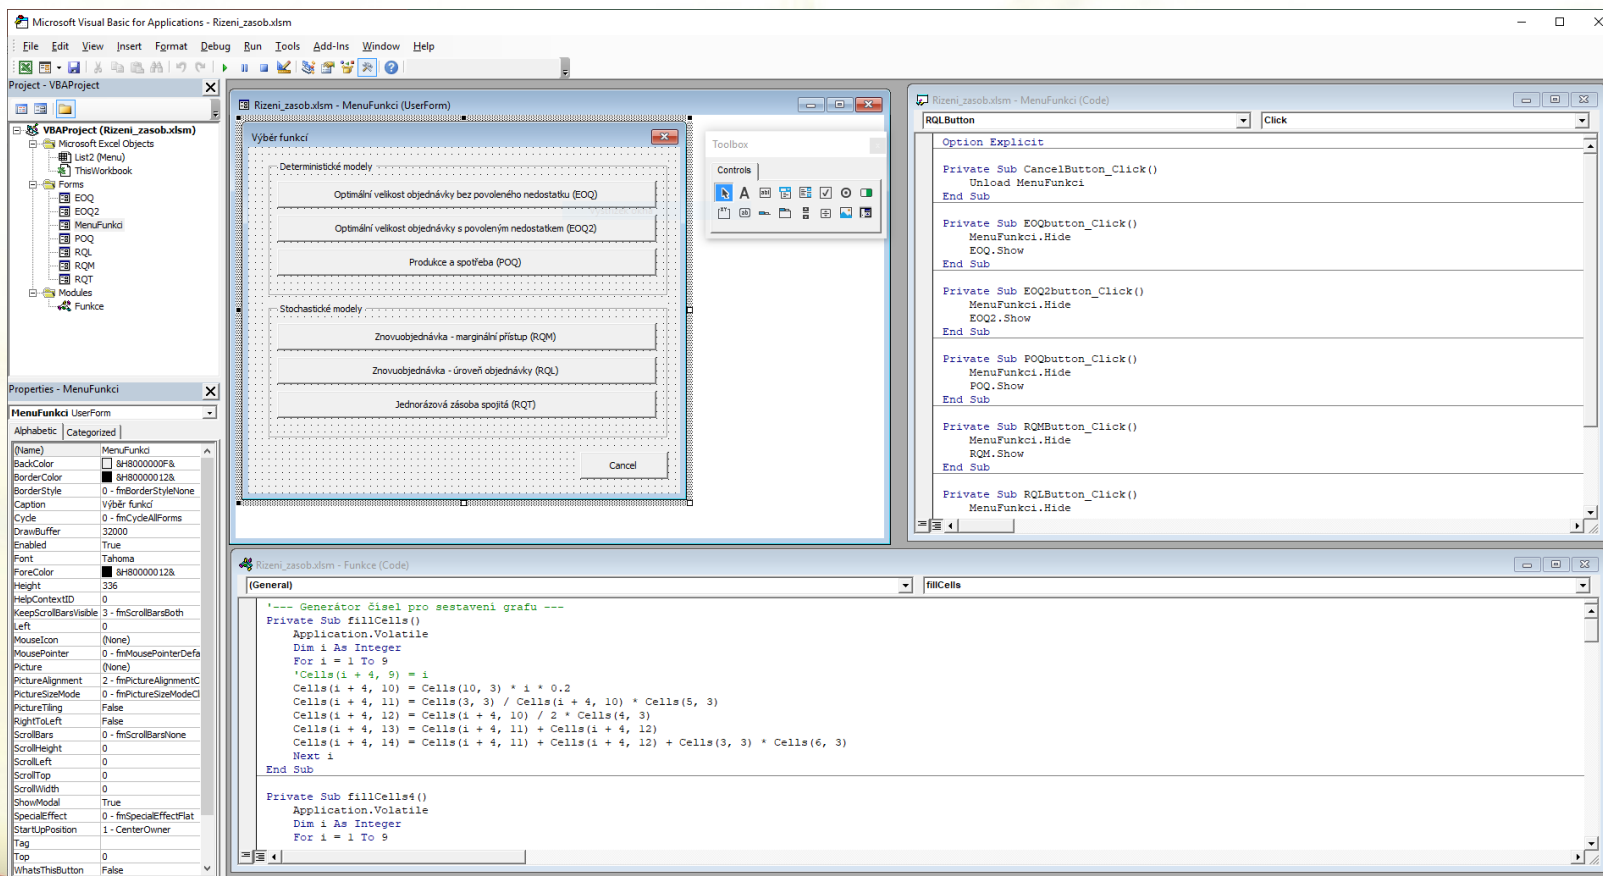 Microsoft Visual Basic for Applications - Rizeni_zasob.xlsm
File Edit View Insert Format Debug Run Tools Add-Ins Window Help
Project - VBAProject
VBAProject (Rizeni_zasob.xlsm)
Microsoft Excel Objects
List2 (Menu)
ThisWorkbook
Forms
EOQ
EOQ2
MenuFunkci
POQ
RQL
RQM
RQT
Modules
Funkce
Properties - MenuFunkci
MenuFunkci UserForm
Alphabetic Categorized
(Name) MenuFunkci
BackColor &H8000000F&
BorderColor &H80000012&
BorderStyle 0 - fmBorderStyleNone
Caption Výběr funkcí
Cycle 0 - fmCycleAllForms
DrawBuffer 32000
Enabled True
Font Tahoma
ForeColor &H80000012&
Height 336
HelpContextID 0
KeepScrollBarsVisible 3 - fmScrollBarsBoth
Left 0
MouseIcon (None)
MousePointer 0 - fmMousePointerDefa
Picture (None)
PictureAlignment 2 - fmPictureAlignmentC
PictureSizeMode 0 - fmPictureSizeModeCl
PictureTiling False
RightToLeft False
ScrollBars 0 - fmScrollBarsNone
ScrollHeight 0
ScrollLeft 0
ScrollTop 0
ScrollWidth 0
ShowModal True
SpecialEffect 0 - fmSpecialEffectFlat
StartUpPosition 1 - CenterOwner
Tag
Top 0
WhatsThisButton False
Rizeni_zasob.xlsm - MenuFunkci (UserForm)
Výběr funkcí
Deterministické modely
Optimální velikost objednávky bez povoleného nedostatku (EOQ)
Optimální velikost objednávky s povoleným nedostatkem (EOQ2)
Produkce a spotřeba (POQ)
Stochastické modely
Znovuobjednávka - marginální přístup (RQM)
Znovuobjednávka - úroveň objednávky (RQL)
Jednorázová zásoba spojitá (RQT)
Cancel
Toolbox
Controls
Rizeni_zasob.xlsm - MenuFunkci (Code)
RQLButton Click
Option Explicit
Private Sub CancelButton_Click()
Unload MenuFunkci
End Sub
Private Sub EOQbutton_Click()
MenuFunkci.Hide
EOQ.Show
End Sub
Private Sub EOQ2button_Click()
MenuFunkci.Hide
EOQ2.Show
End Sub
Private Sub POQbutton_Click()
MenuFunkci.Hide
POQ.Show
End Sub
Private Sub RQMButton_Click()
MenuFunkci.Hide
RQM.Show
End Sub
Private Sub RQLButton_Click()
MenuFunkci.Hide
Rizeni_zasob.xlsm - Funkce (Code)
(General) fillCells
'--- Generátor čísel pro sestavení grafu ---
Private Sub fillCells()
Application.Volatile
Dim i As Integer
For i = 1 To 9
'Cells(i + 4, 9) = i
Cells(i + 4, 10) = Cells(10, 3) * i * 0.2
Cells(i + 4, 11) = Cells(3, 3) / Cells(i + 4, 10) * Cells(5, 3)
Cells(i + 4, 12) = Cells(i + 4, 10) / 2 * Cells(4, 3)
Cells(i + 4, 13) = Cells(i + 4, 11) + Cells(i + 4, 12)
Cells(i + 4, 14) = Cells(i + 4, 11) + Cells(i + 4, 12) + Cells(3, 3) * Cells(6, 3)
Next i
End Sub
Private Sub fillCells4()
Application.Volatile
Dim i As Integer
For i = 1 To 9